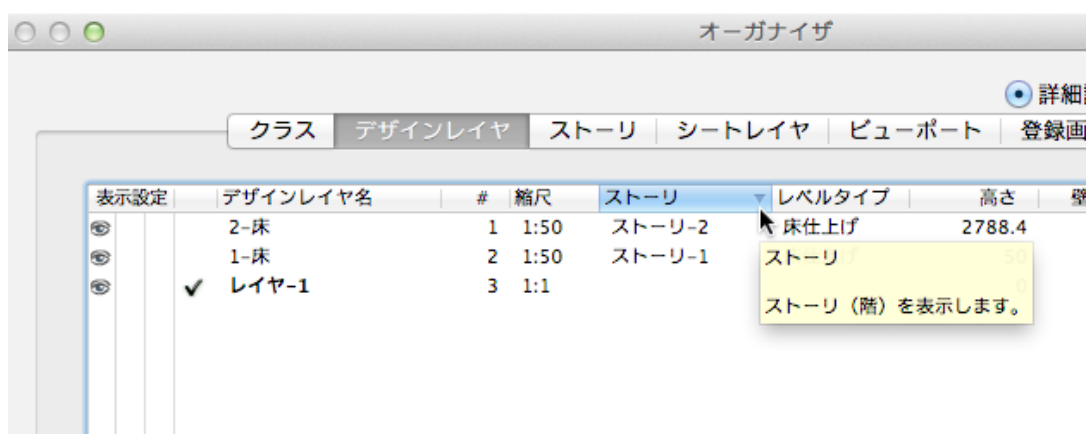 オーガナイザ
詳細
クラス デザインレイヤ ストーリ シートレイヤ ビューポート 登録画
表示設定 デザインレイヤ名 # 縮尺 ストーリ レベルタイプ 高さ 壁
2-床 1 1:50 ストーリ-2 床仕上げ 2788.4
1-床 2 1:50 ストーリ-1 げ 50
レイヤ-1 3 1:1 0
ストーリ
ストーリ（階）を表示します。